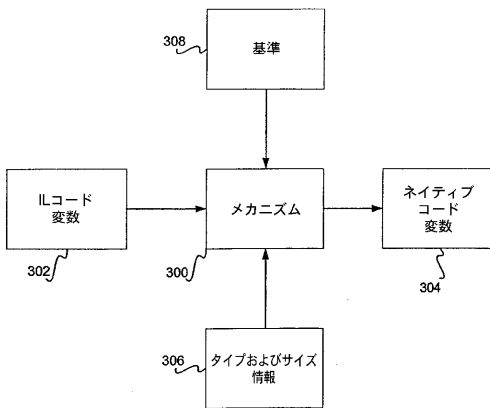 308
基準
ILコード
変数
302
メカニズム
300
ネイティブ
コード
変数
304
306
タイプおよびサイズ
情報